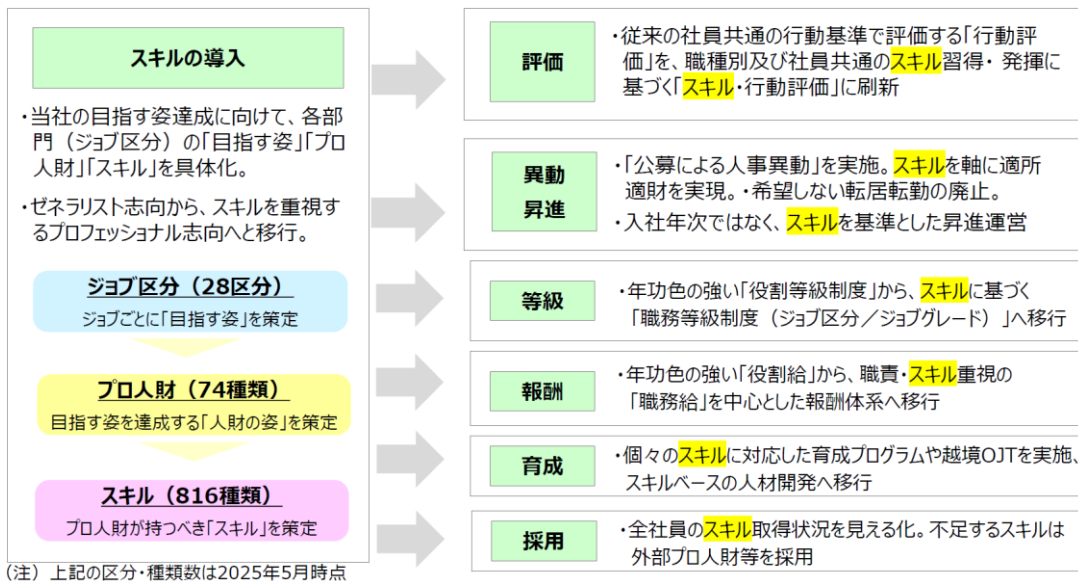 スキルの導入
・当社の目指す姿達成に向けて、各部
門（ジョブ区分）の「目指す姿」「プロ
人財」「スキル」を具体化。
・ゼネラリスト志向から、スキルを重視す
るプロフェッショナル志向へと移行。
ジョブ区分（28区分）
ジョブごとに「目指す姿」を策定
プロ人財（74種類）
目指す姿を達成する「人財の姿」を策定
スキル（816種類）
プロ人財が持つべき「スキル」を策定
（注）上記の区分・種類数は2025年5月時点
評価
・従来の社員共通の行動基準で評価する「行動評
価」を、職種別及び社員共通のスキル習得・ 発揮に
基づく「スキル・行動評価」に刷新
異動
昇進
・「公募による人事異動」を実施。スキルを軸に適所
適財を実現。・希望しない転居転勤の廃止。
・入社年次ではなく、スキルを基準とした昇進運営
等級
・年功色の強い「役割等級制度」から、スキルに基づく
「職務等級制度（ジョブ区分／ジョブグレード）」へ移行
報酬
・年功色の強い「役割給」から、職責・スキル重視の
「職務給」を中心とした報酬体系へ移行
育成
・個々のスキルに対応した育成プログラムや越境OJTを実施、
スキルベースの人材開発へ移行
採用
・全社員のスキル取得状況を見える化。不足するスキルは
外部プロ人財等を採用